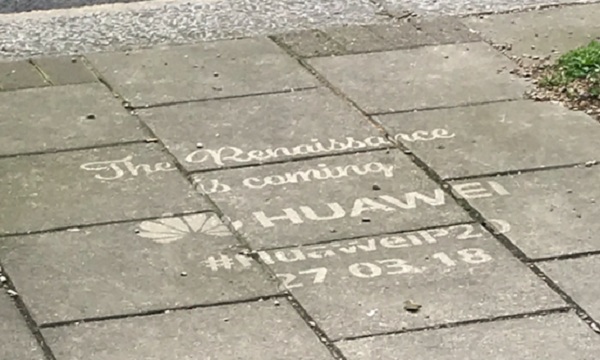 The Renaissance
is coming
HUAWEI
#HuaweiP20
27 03 18